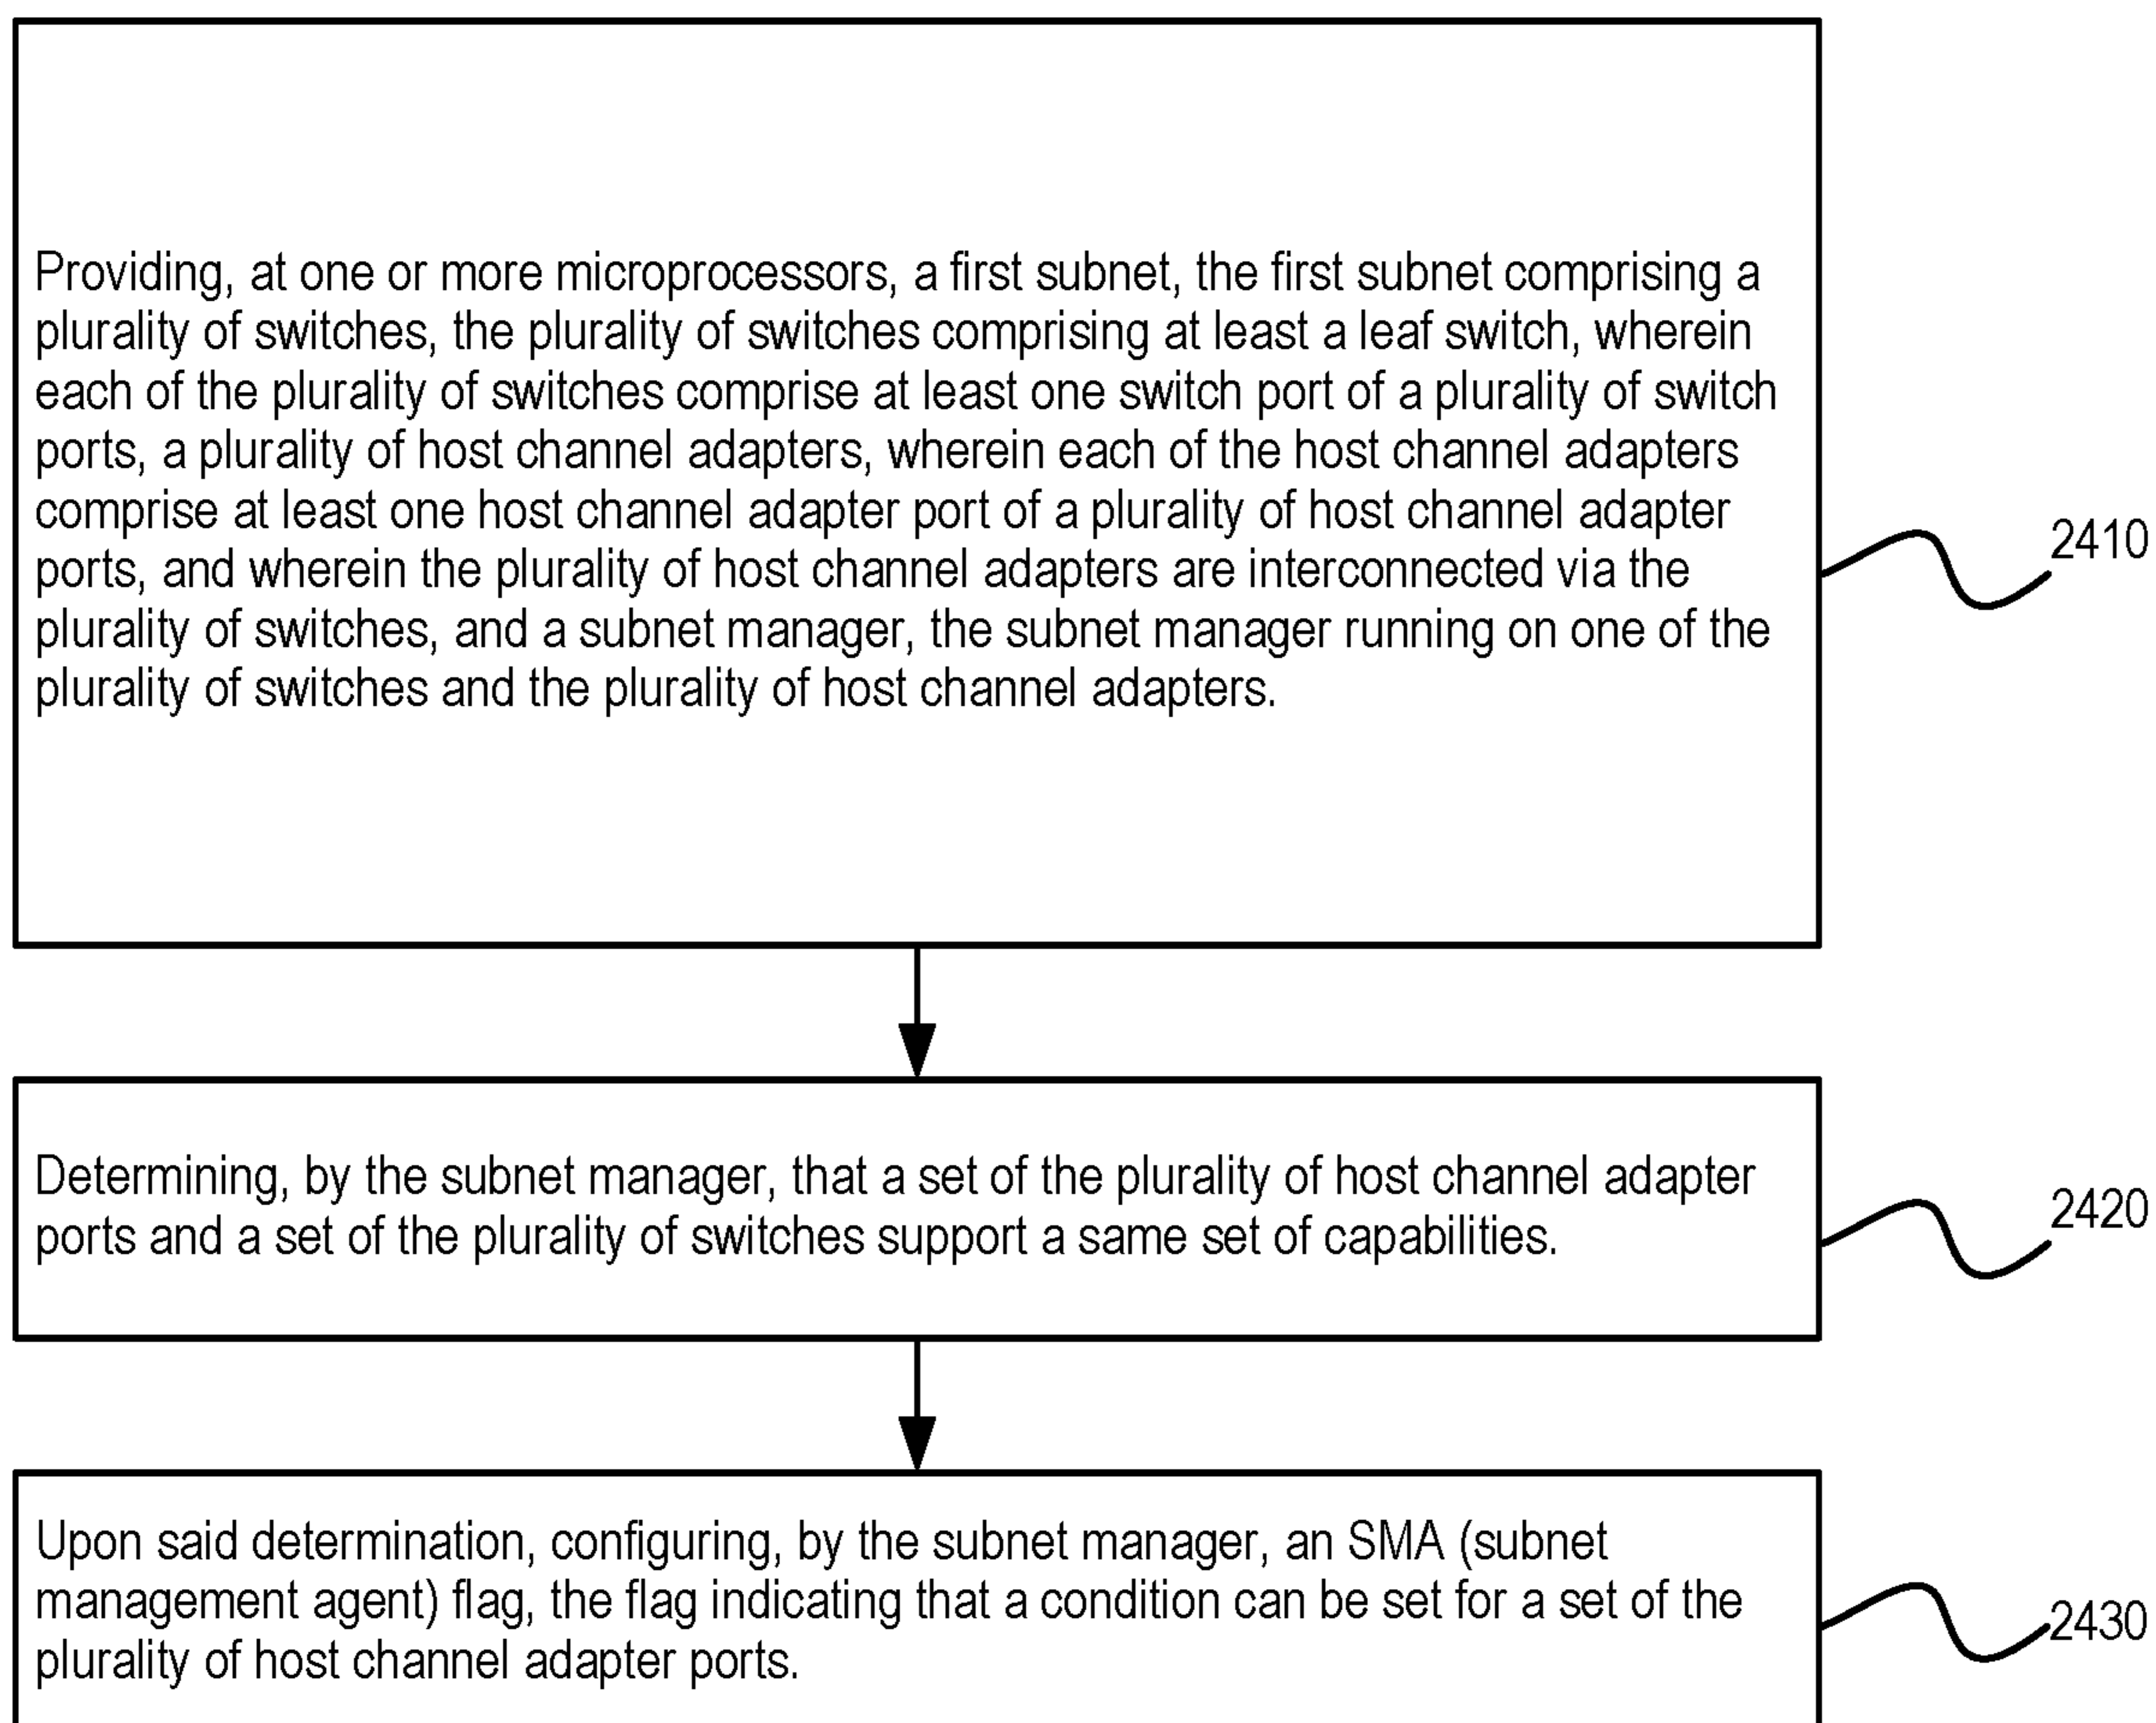 Providing, at one or more microprocessors, a first subnet, the first subnet comprising a
plurality of switches, the plurality of switches comprising at least a leaf switch, wherein
each of the plurality of switches comprise at least one switch port of a plurality of switch
ports, a plurality of host channel adapters, wherein each of the host channel adapters
comprise at least one host channel adapter port of a plurality of host channel adapter
ports, and wherein the plurality of host channel adapters are interconnected via the
plurality of switches, and a subnet manager, the subnet manager running on one of the
plurality of switches and the plurality of host channel adapters.
2410
Determining, by the subnet manager, that a set of the plurality of host channel adapter
ports and a set of the plurality of switches support a same set of capabilities.
2420
Upon said determination, configuring, by the subnet manager, an SMA (subnet
management agent) flag, the flag indicating that a condition can be set for a set of the
plurality of host channel adapter ports.
2430